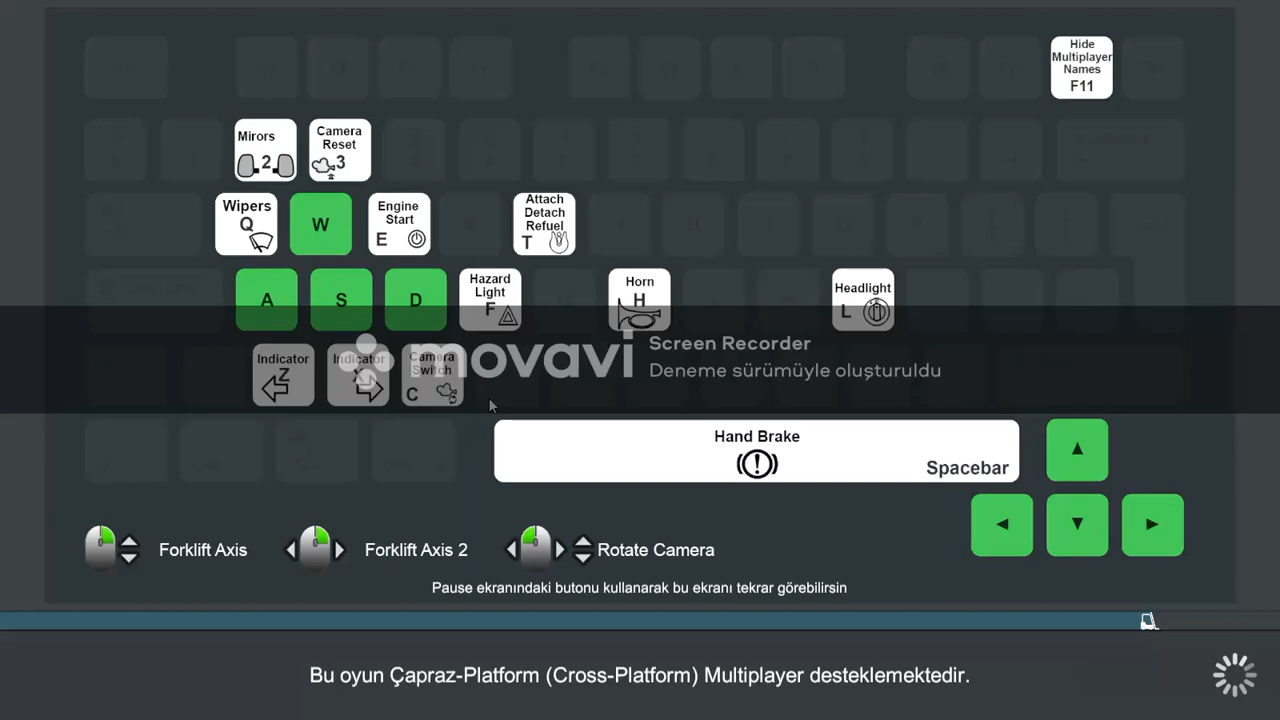 Hide
Multiplayer
Names
F11
Mirors
2
Camera
Reset
3
Wipers
Q
W
Engine
Start
E
Attach
Detach
Refuel
T
A
S
D
Hazard
Light
F
Horn
H
Headlight
L
Indicator
Z
Indicator
X
Camera
Switch
C
movavi
Screen Recorder
Deneme sürümüyle oluşturuldu
Hand Brake
Spacebar
Forklift Axis
Forklift Axis 2
Rotate Camera
Pause ekranındaki butonu kullanarak bu ekranı tekrar görebilirsin
Bu oyun Çapraz-Platform (Cross-Platform) Multiplayer desteklemektedir.